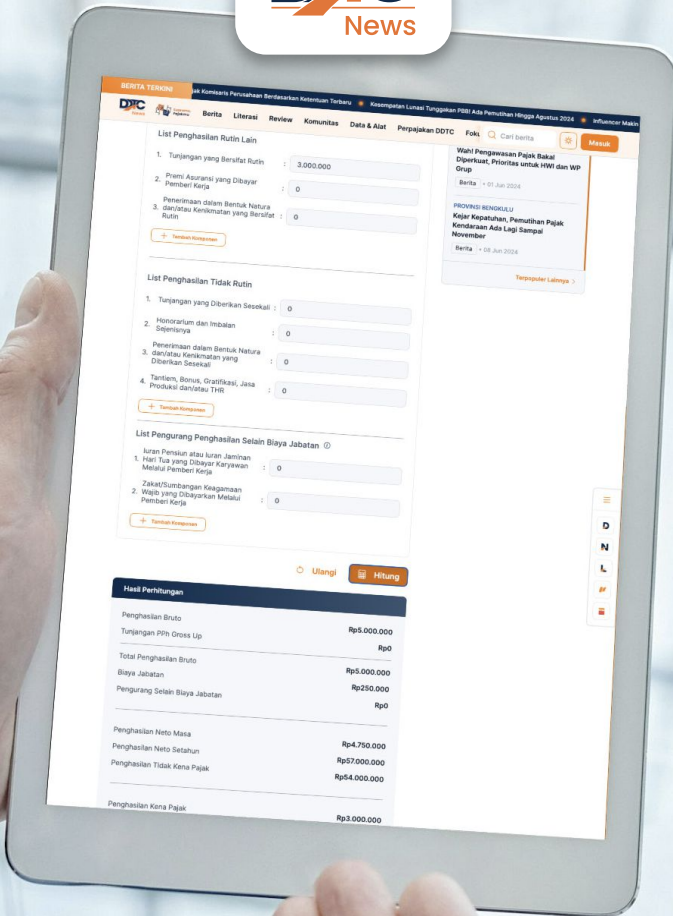 DDTC
News
BERITA TERKINI
jak Komisaris Perusahaan Berdasarkan Ketentuan Terbaru
Kesempatan Lunasi Tunggakan PBB! Ada Pemutihan Hingga Agustus 2024
Influencer Makin
DDTC
News
Berita Literasi Review Komunitas Data & Alat Perpajakan DDTC Foku
Cari berita
Masuk
List Penghasilan Rutin Lain
1. Tunjangan yang Bersifat Rutin : 3.000.000
2. Premi Asuransi yang Dibayar
Pemberi Kerja : 0
Penerimaan dalam Bentuk Natura
3. dan/atau Kenikmatan yang Bersifat : 0
Rutin
+ Tambah Komponen
List Penghasilan Tidak Rutin
1. Tunjangan yang Diberikan Sesekali : 0
2. Honorarium dan Imbalan
Sejenisnya : 0
Penerimaan dalam Bentuk Natura
3. dan/atau Kenikmatan yang : 0
Diberikan Sesekali
4. Tantiem, Bonus, Gratifikasi, Jasa
Produksi dan/atau THR : 0
+ Tambah Komponen
List Pengurang Penghasilan Selain Biaya Jabatan
Iuran Pensiun atau Iuran Jaminan
1. Hari Tua yang Dibayar Karyawan : 0
Melalui Pemberi Kerja
Zakat/Sumbangan Keagamaan
2. Wajib yang Dibayarkan Melalui : 0
Pemberi Kerja
+ Tambah Komponen
Ulangi
Hitung
Hasil Perhitungan
Penghasilan Bruto Rp5.000.000
Tunjangan PPh Gross Up Rp0
Total Penghasilan Bruto Rp5.000.000
Biaya Jabatan Rp250.000
Pengurang Selain Biaya Jabatan Rp0
Penghasilan Neto Masa Rp4.750.000
Penghasilan Neto Setahun Rp57.000.000
Penghasilan Tidak Kena Pajak Rp54.000.000
Penghasilan Kena Pajak Rp3.000.000
Wah! Pengawasan Pajak Bakal
Diperkuat, Prioritas untuk HWI dan WP
Grup
Berita • 01 Jun 2024
PROVINSI BENGKULU
Kejar Kepatuhan, Pemutihan Pajak
Kendaraan Ada Lagi Sampai
November
Berita • 08 Jun 2024
Terpopuler Lainnya >
D
N
L